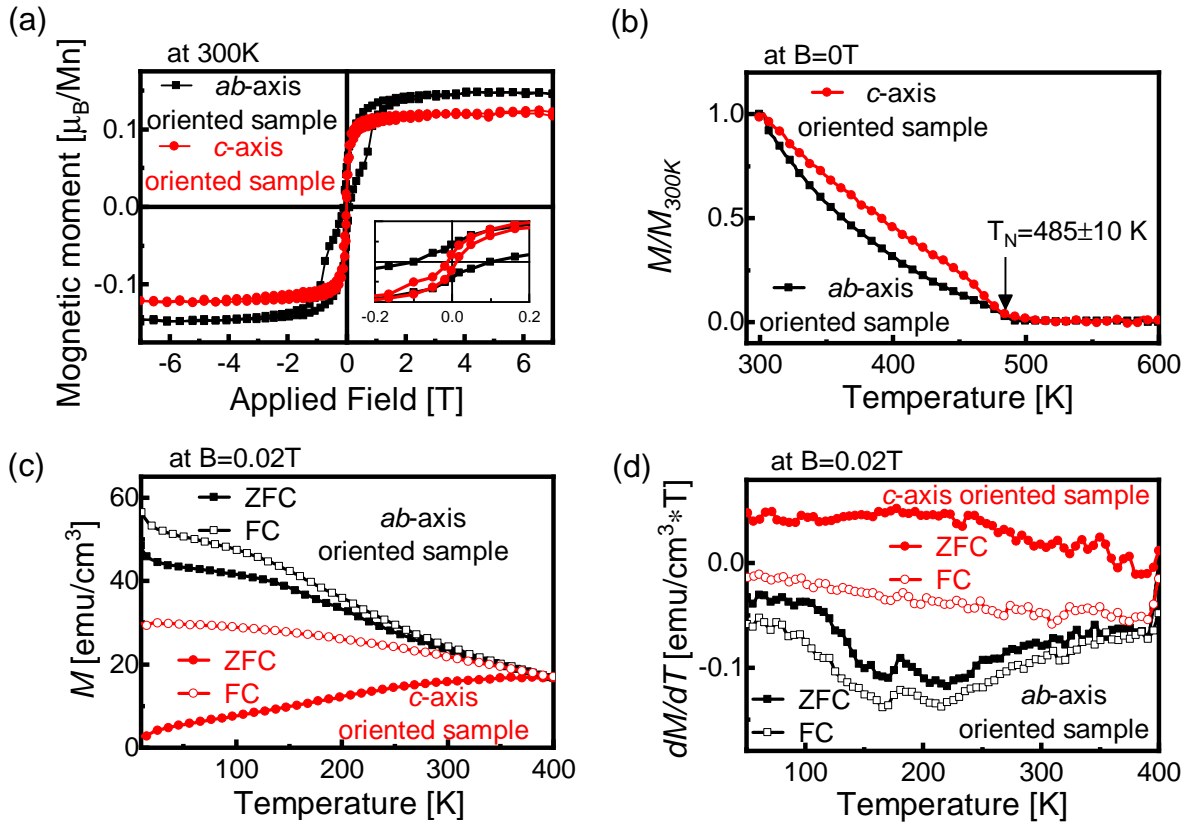 (a)
at 300K
Mognetic moment [μB/Mn]
0.1
0.0
-0.1
ab-axis
oriented sample
c-axis
oriented sample
-0.2 0.0 0.2
-6 -4 -2 0 2 4 6
Applied Field [T]
(b)
at B=0T
M/M300K
1.0
0.5
0.0
c-axis
oriented sample
TN=485±10 K
ab-axis
oriented sample
300 400 500 600
Temperature [K]
(c)
at B=0.02T
M [emu/cm3]
60
40
20
0
ZFC
FC
ab-axis
oriented sample
ZFC
FC
c-axis
oriented sample
100 200 300 400
Temperature [K]
(d)
at B=0.02T
dM/dT [emu/cm3*T]
0.0
-0.1
c-axis oriented sample
ZFC
FC
ZFC
FC
ab-axis
oriented sample
100 200 300 400
Temperature [K]